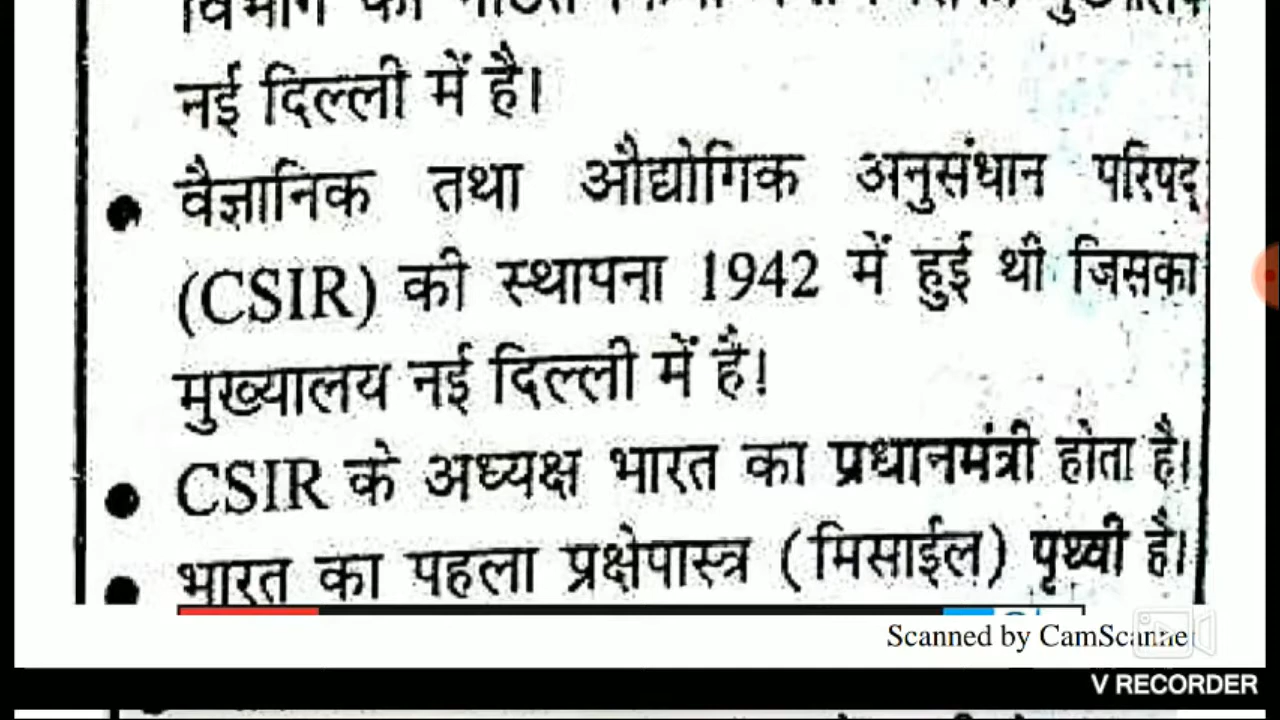 नई दिल्ली में है।
वैज्ञानिक तथा औद्योगिक अनुसंधान परिषद्
(CSIR) की स्थापना 1942 में हुई थी जिसका
मुख्यालय नई दिल्ली में है।
CSIR के अध्यक्ष भारत का प्रधानमंत्री होता है।
भारत का पहला प्रक्षेपास्त्र (मिसाईल) पृथ्वी है।
Scanned by CamScanne
V RECORDER